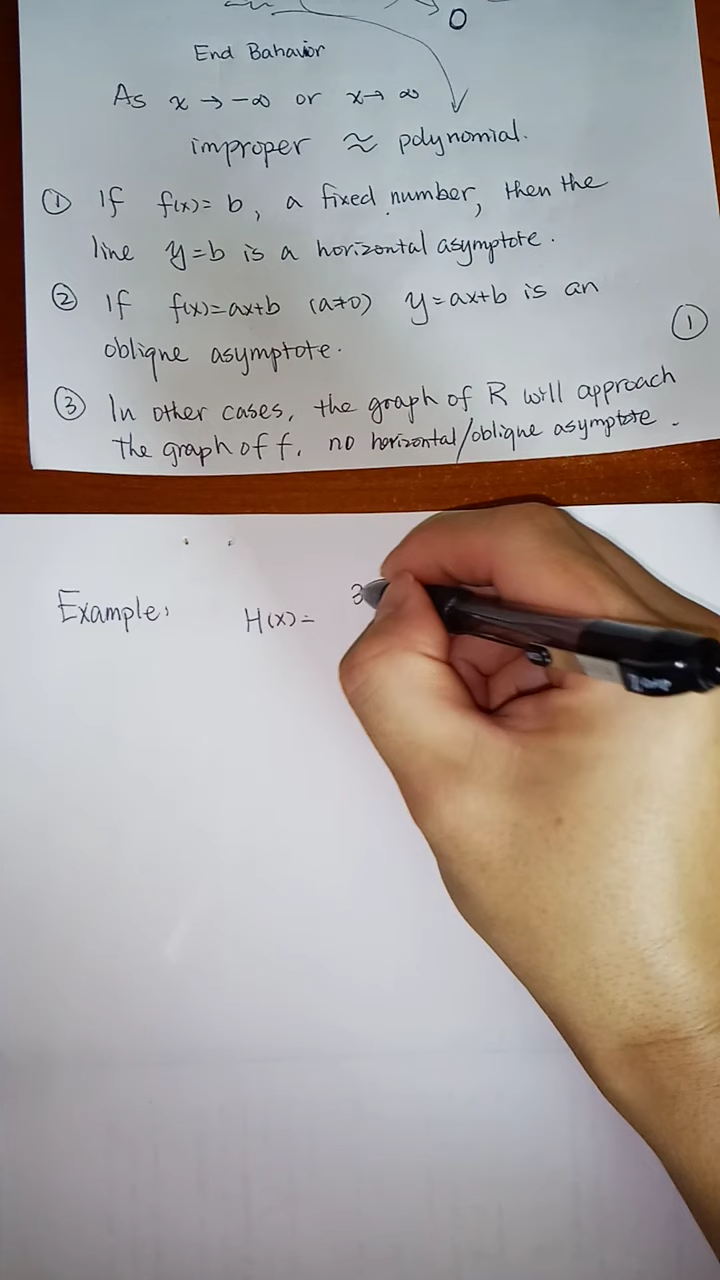 0
End Bahavior
As x → -∞ or x → ∞
improper ≈ polynomial.
① If f(x) = b, a fixed number, then the
line y=b is a horizontal asymptote.
② If f(x)=ax+b (a≠0) y=ax+b is an
oblique asymptote.
①
③ In other cases, the graph of R will approach
the graph of f. no horizontal/oblique asymptote.
Example: H(x) = 3